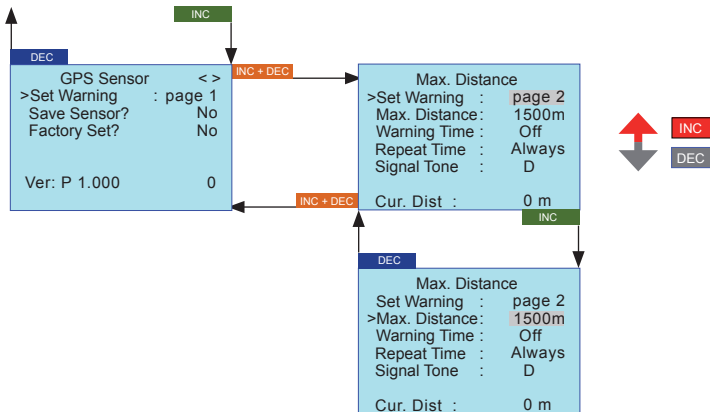 INC
DEC
GPS Sensor < >
>Set Warning : page 1
Save Sensor? No
Factory Set? No
Ver: P 1.000 0
INC + DEC
Max. Distance
>Set Warning : page 2
Max. Distance: 1500m
Warning Time : Off
Repeat Time : Always
Signal Tone : D
Cur. Dist : 0 m
INC
DEC
INC + DEC
INC
DEC
Max. Distance
Set Warning : page 2
>Max. Distance: 1500m
Warning Time : Off
Repeat Time : Always
Signal Tone : D
Cur. Dist : 0 m